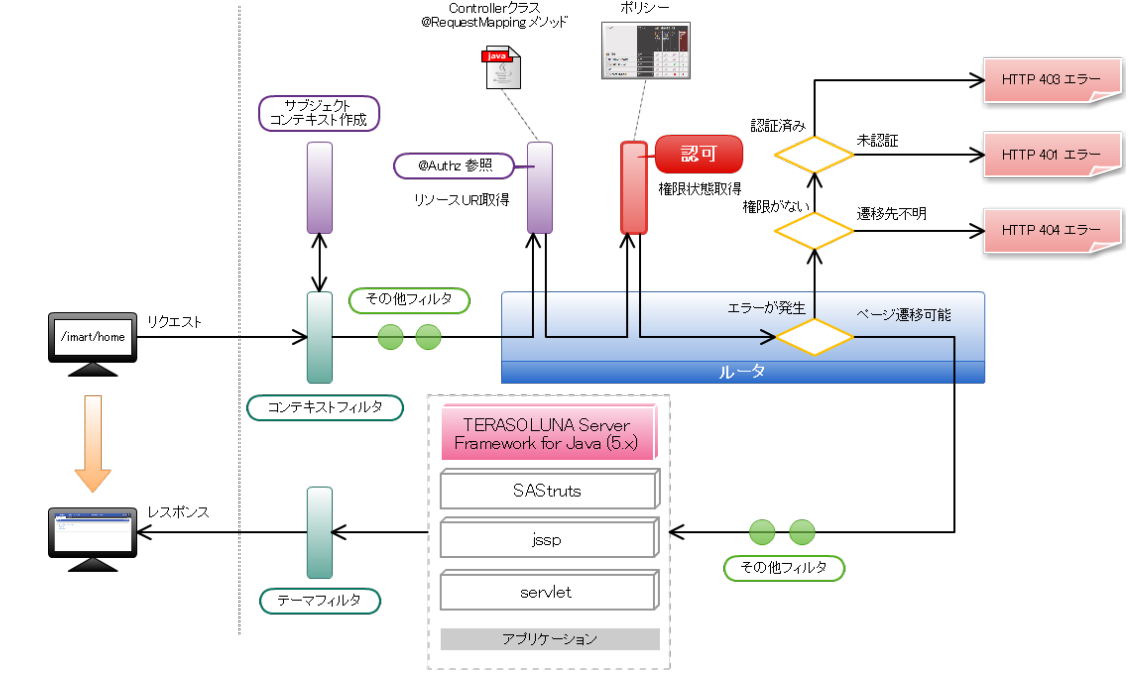 Controllerクラス
@RequestMapping メソッド
ポリシー
java
HTTP 403 エラー
サブジェクト
コンテキスト作成
認証済み
未認証
@Authz 参照
認可
HTTP 401 エラー
リソースURI取得
権限状態取得
権限がない
遷移先不明
HTTP 404 エラー
その他フィルタ
エラーが発生
ページ遷移可能
リクエスト
/imart/home
ルータ
コンテキストフィルタ
TERASOLUNA Server
Framework for Java (5.x)
SAStruts
レスポンス
jssp
その他フィルタ
servlet
テーマフィルタ
アプリケーション